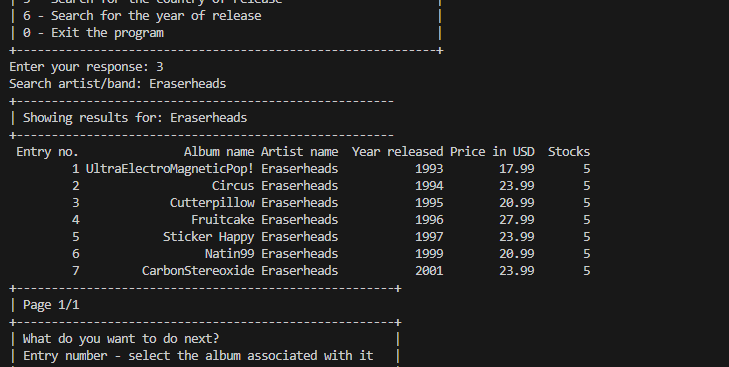 | 5 - Search for the country of release |
| 6 - Search for the year of release |
| 0 - Exit the program |
+------------------------------------------------------+
Enter your response: 3
Search artist/band: Eraserheads
+-------------------------------------------------
| Showing results for: Eraserheads
+-------------------------------------------------
Entry no. Album name Artist name Year released Price in USD Stocks
1 UltraElectroMagneticPop! Eraserheads 1993 17.99 5
2 Circus Eraserheads 1994 23.99 5
3 Cutterpillow Eraserheads 1995 20.99 5
4 Fruitcake Eraserheads 1996 27.99 5
5 Sticker Happy Eraserheads 1997 23.99 5
6 Natin99 Eraserheads 1999 20.99 5
7 CarbonStereoxide Eraserheads 2001 23.99 5
+-------------------------------------------------+
| Page 1/1
+-------------------------------------------------+
| What do you want to do next? |
| Entry number - select the album associated with it |